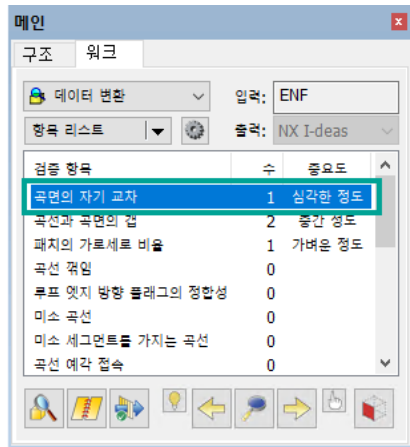 메인
구조 워크
데이터 변환 입력: ENF
항목 리스트 출력: NX I-deas
검증 항목 수 중요도
곡면의 자기 교차 1 심각한 정도
곡선과 곡면의 갭 2 중간 정도
패치의 가로세로 비율 1 가벼운 정도
곡선 꺾임 0
루프 엣지 방향 플래그의 정합성 0
미소 곡선 0
미소 세그먼트를 가지는 곡선 0
곡선 예각 접속 0